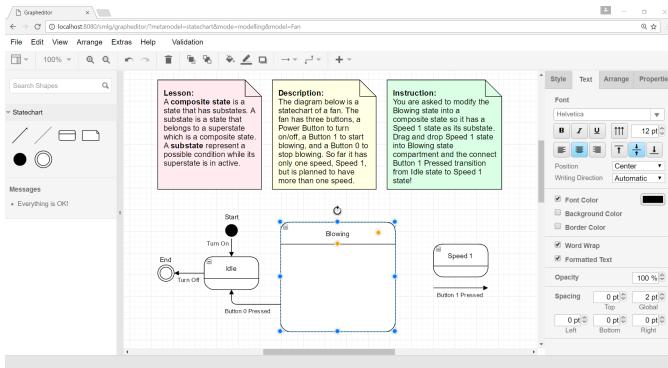 Grapheditor
localhost:8080/smlg/grapheditor/?metamodel=statechart&mode=modelling&model=Fan
File Edit View Arrange Extras Help Validation
100%
Search Shapes
Statechart
Messages
Everything is OK!
Lesson:
A composite state is a
state that has substates. A
substate is a state that
belongs to a superstate
which is a composite state.
A substate represent a
possible condition while its
superstate is in active.
Description:
The diagram below is a
statechart of a fan. The
fan has three buttons, a
Power Button to turn
on/off, a Button 1 to start
blowing, and a Button 0 to
stop blowing. So far it has
only one speed, Speed 1,
but is planned to have
more than one speed.
Instruction:
You are asked to modify the
Blowing state into a
composite state so it has a
Speed 1 state as its substate.
Drag and drop Speed 1 state
into Blowing state
compartment and the connect
Button 1 Pressed transition
from Idle state to Speed 1
state!
Start
Turn On
End
Idle
Turn Off
Button 0 Pressed
Blowing
Speed 1
Button 1 Pressed
Style Text Arrange Propertie
Font
Helvetica
B I U 12 pt
Position Center
Writing Direction Automatic
Font Color
Background Color
Border Color
Word Wrap
Formatted Text
Opacity 100 %
Spacing 0 pt 2 pt
Top Global
0 pt 0 pt 0 pt
Left Bottom Right